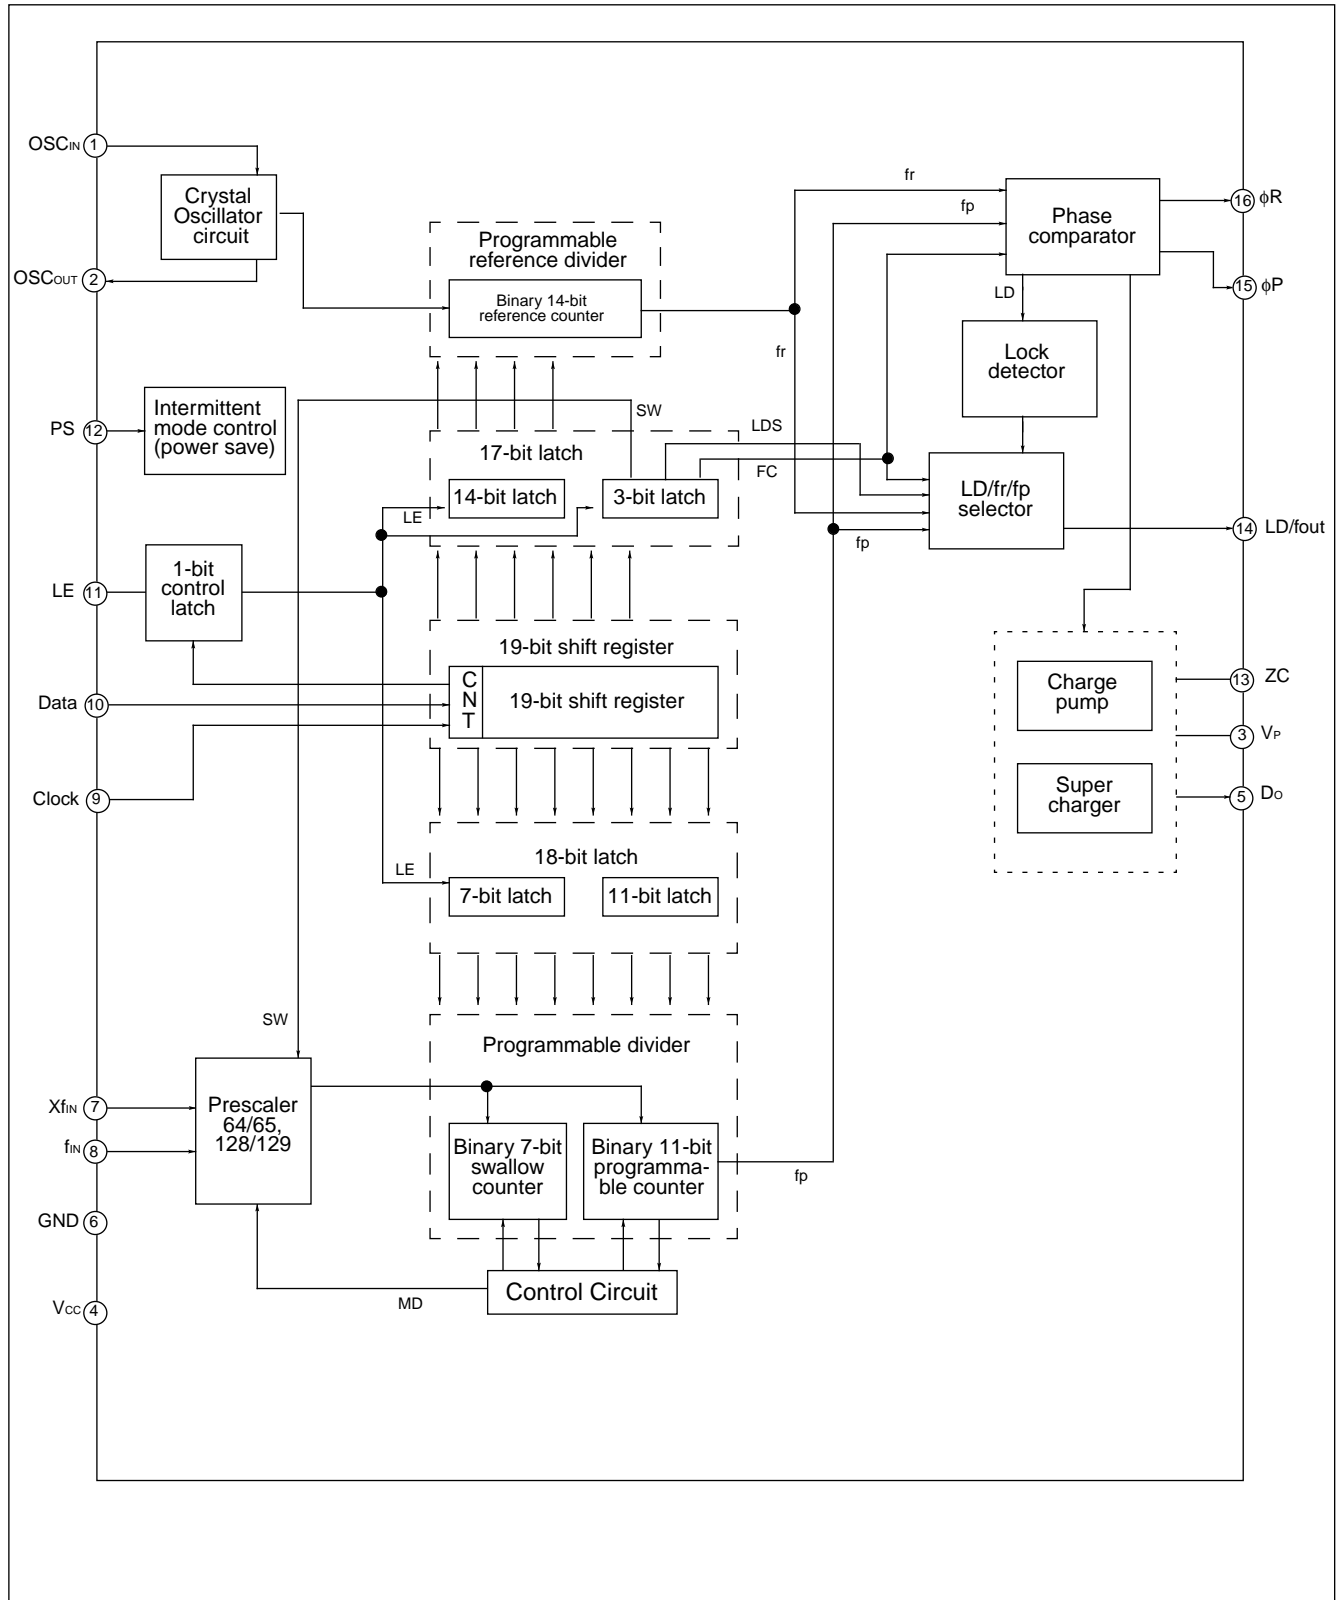 OSCIN
1
Crystal
Oscillator
circuit
OSCOUT
2
Programmable
reference divider
Binary 14-bit
reference counter
fr
fp
fr
Phase
comparator
16
ϕR
15
ϕP
LD
Lock
detector
PS
12
Intermittent
mode control
(power save)
SW
LDS
FC
17-bit latch
14-bit latch
3-bit latch
LE
LD/fr/fp
selector
fp
14
LD/fout
LE
11
1-bit
control
latch
19-bit shift register
C
N
T
19-bit shift register
Data
10
Clock
9
Charge
pump
Super
charger
13
ZC
3
VP
5
DO
18-bit latch
LE
7-bit latch
11-bit latch
SW
Programmable divider
XfIN
7
fIN
8
Prescaler
64/65,
128/129
Binary 7-bit
swallow
counter
Binary 11-bit
programma-
ble counter
fp
GND
6
VCC
4
MD
Control Circuit